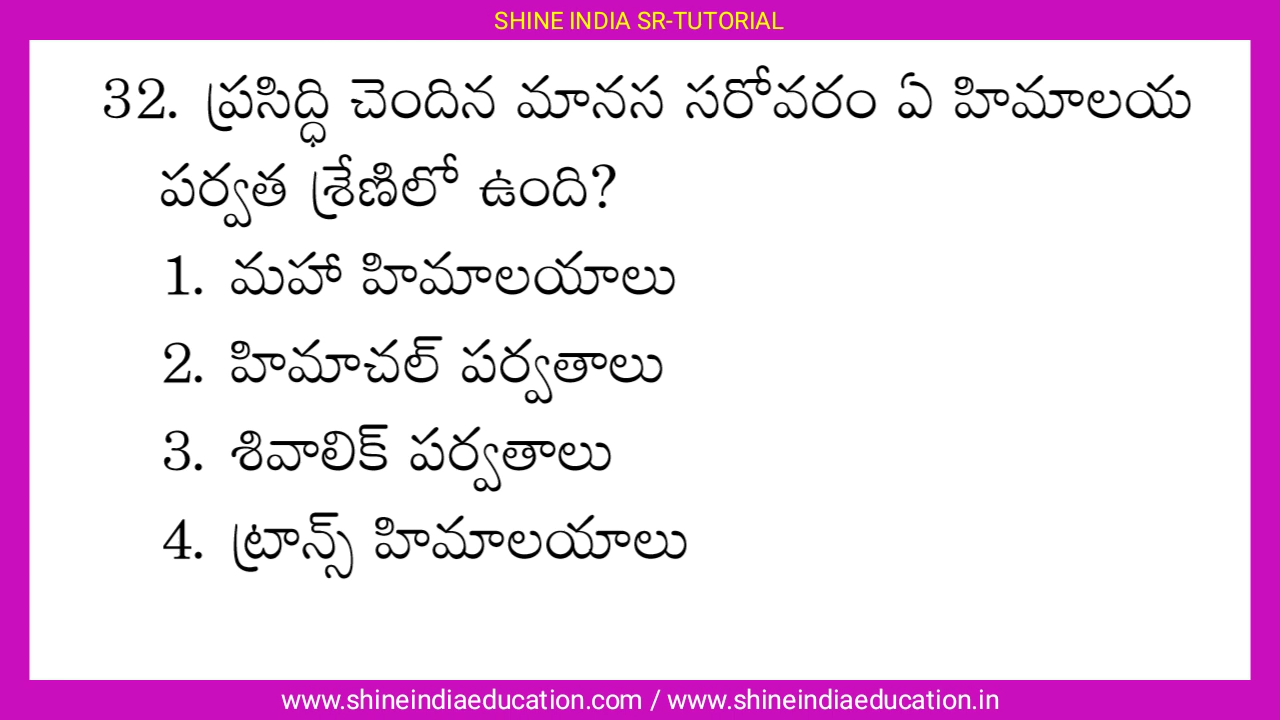 SHINE INDIA SR-TUTORIAL
32. ప్రసిద్ధి చెందిన మానస సరోవరం ఏ హిమాలయ
పర్వత శ్రేణిలో ఉంది?
1. మహా హిమాలయాలు
2. హిమాచల్ పర్వతాలు
3. శివాలిక్ పర్వతాలు
4. ట్రాన్స్ హిమాలయాలు
www.shineindiaeducation.com / www.shineindiaeducation.in